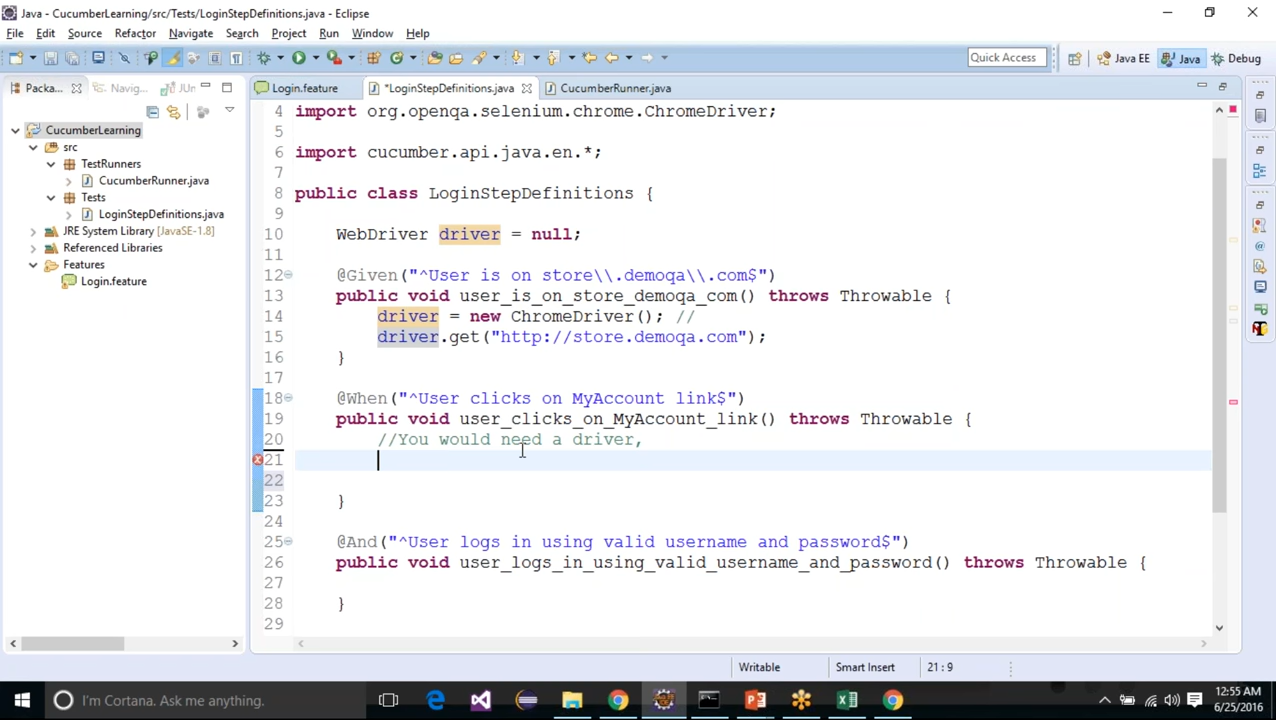 Java - CucumberLearning/src/Tests/LoginStepDefinitions.java - Eclipse
File Edit Source Refactor Navigate Search Project Run Window Help
Quick Access Java EE Java Debug
Packa... Navig... JUn
Login.feature *LoginStepDefinitions.java CucumberRunner.java
CucumberLearning
src
TestRunners
CucumberRunner.java
Tests
LoginStepDefinitions.java
JRE System Library [JavaSE-1.8]
Referenced Libraries
Features
Login.feature
4 import org.openqa.selenium.chrome.ChromeDriver;
5
6 import cucumber.api.java.en.*;
7
8 public class LoginStepDefinitions {
9
10 WebDriver driver = null;
11
12 @Given("^User is on store\\.demoqa\\.com$")
13 public void user_is_on_store_demoqa_com() throws Throwable {
14 driver = new ChromeDriver(); //
15 driver.get("http://store.demoqa.com");
16 }
17
18 @When("^User clicks on MyAccount link$")
19 public void user_clicks_on_MyAccount_link() throws Throwable {
20 //You would need a driver,
21
22
23 }
24
25 @And("^User logs in using valid username and password$")
26 public void user_logs_in_using_valid_username_and_password() throws Throwable {
27
28 }
29
Writable Smart Insert 21 : 9
I'm Cortana. Ask me anything.
12:55 AM
6/25/2016